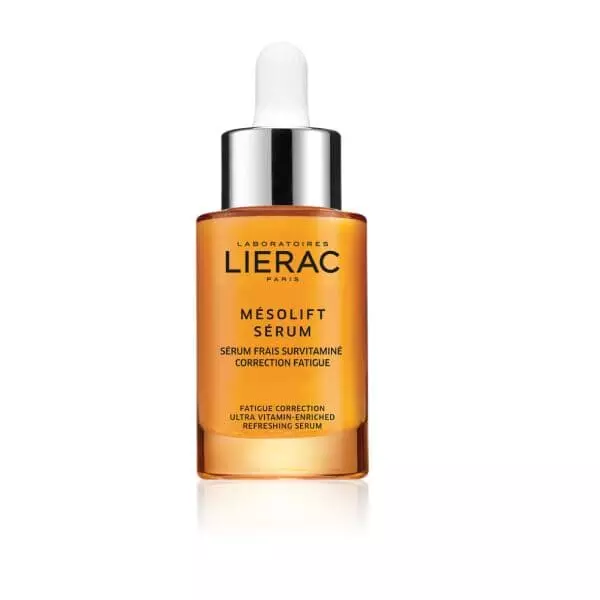 LABORATOIRES
LIERAC
PARIS
MÉSOLIFT
SÉRUM
SÉRUM FRAIS SURVITAMINÉ
CORRECTION FATIGUE
FATIGUE CORRECTION
ULTRA VITAMIN-ENRICHED
REFRESHING SERUM